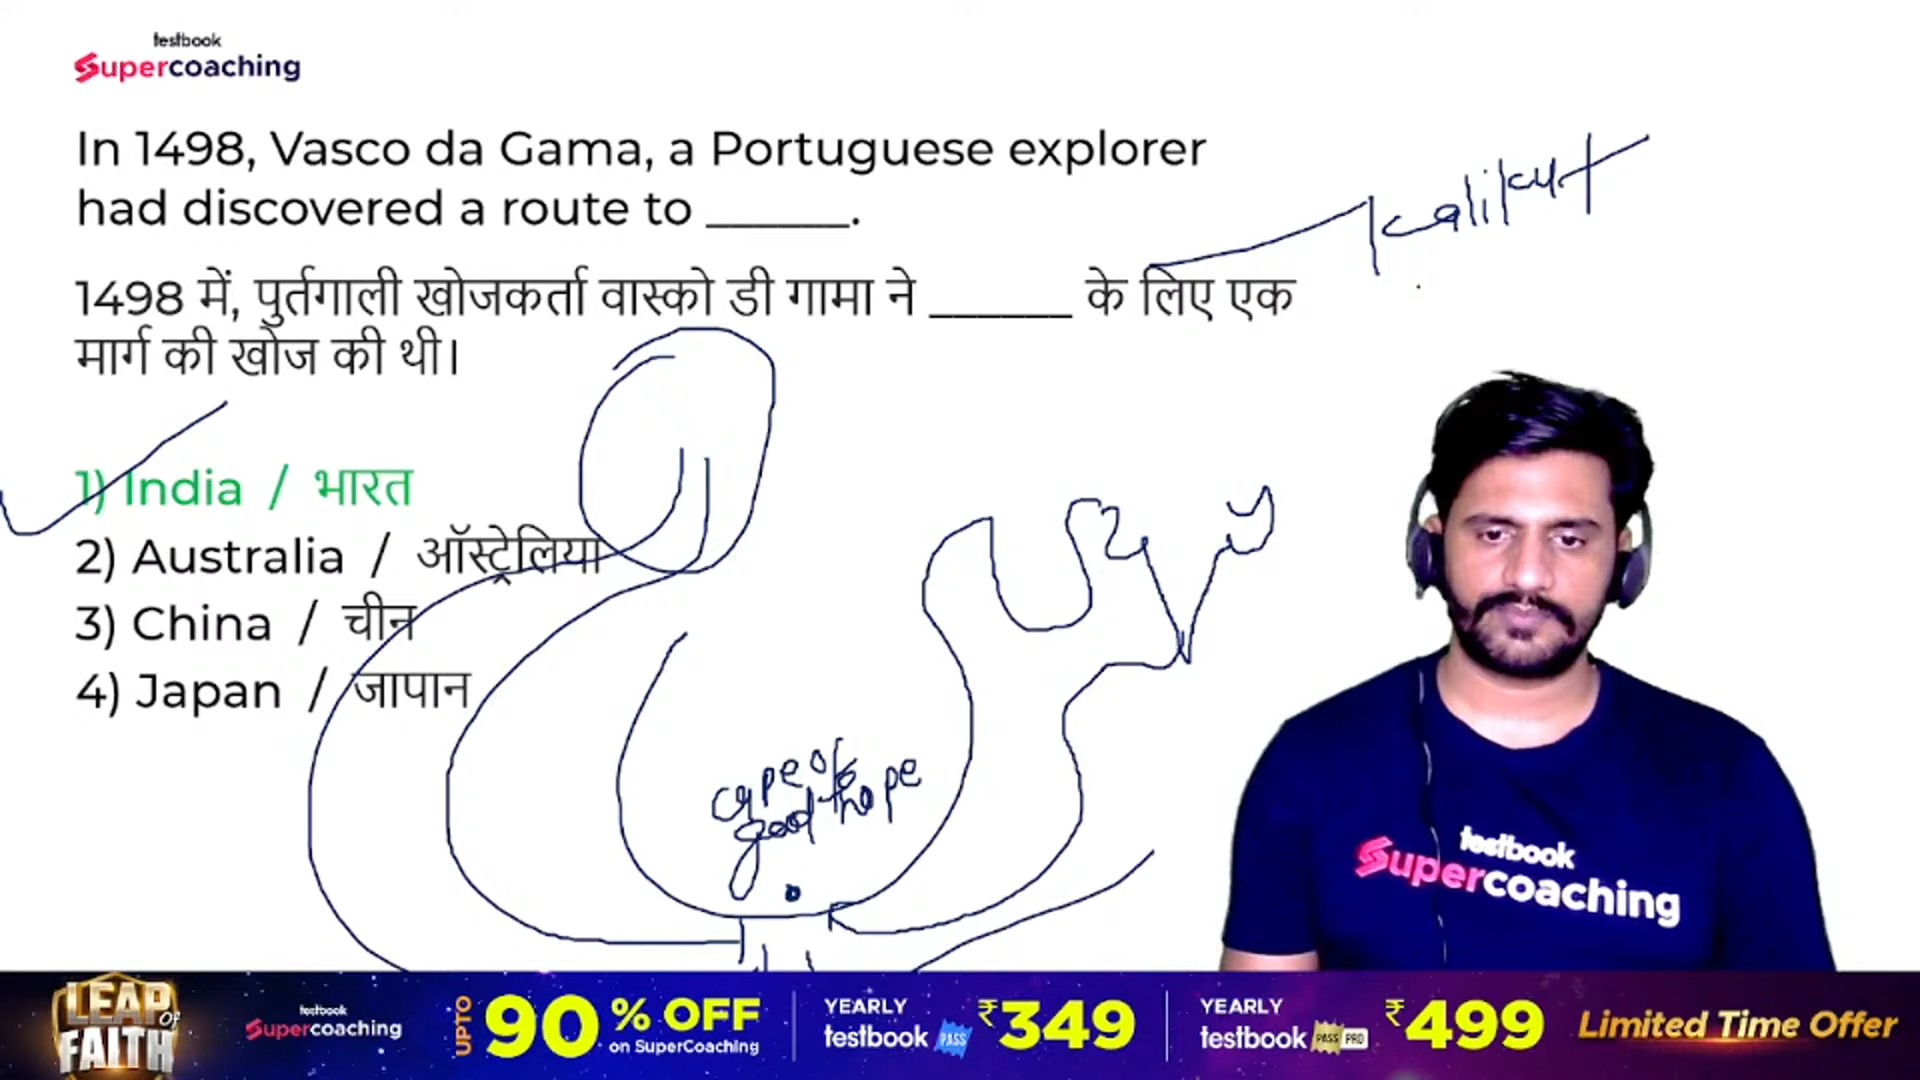 testbook
Supercoaching
In 1498, Vasco da Gama, a Portuguese explorer
had discovered a route to ______.
kalikut
1498 में, पुर्तगाली खोजकर्ता वास्को डी गामा ने ______ के लिए एक
मार्ग की खोज की थी।
1) India / भारत
2) Australia / ऑस्ट्रेलिया
3) China / चीन
4) Japan / जापान
cape of
good hope
testbook
Supercoaching
LEAP OF FAITH
testbook
Supercoaching
UPTO 90% OFF
on SuperCoaching
YEARLY
testbook PASS
₹349
YEARLY
testbook PASS PRO
₹499
Limited Time Offer